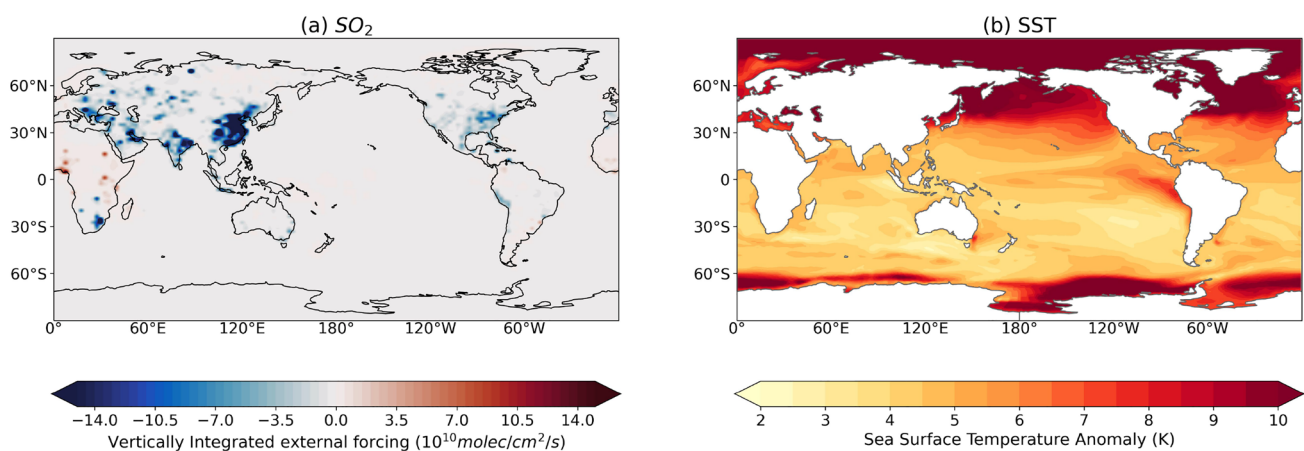 (a) SO₂
(b) SST
60°N
30°N
0
30°S
60°S
0°
60°E
120°E
180°
120°W
60°W
60°N
30°N
0
30°S
60°S
0°
60°E
120°E
180°
120°W
60°W
−14.0 −10.5 −7.0 −3.5 0.0 3.5 7.0 10.5 14.0
Vertically Integrated external forcing (10¹⁰molec/cm²/s)
2 3 4 5 6 7 8 9 10
Sea Surface Temperature Anomaly (K)